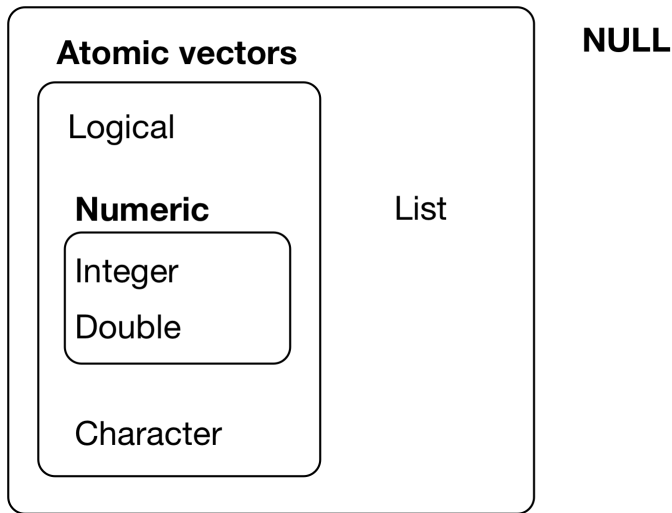 Atomic vectors
Logical
Numeric
Integer
Double
Character
List
NULL